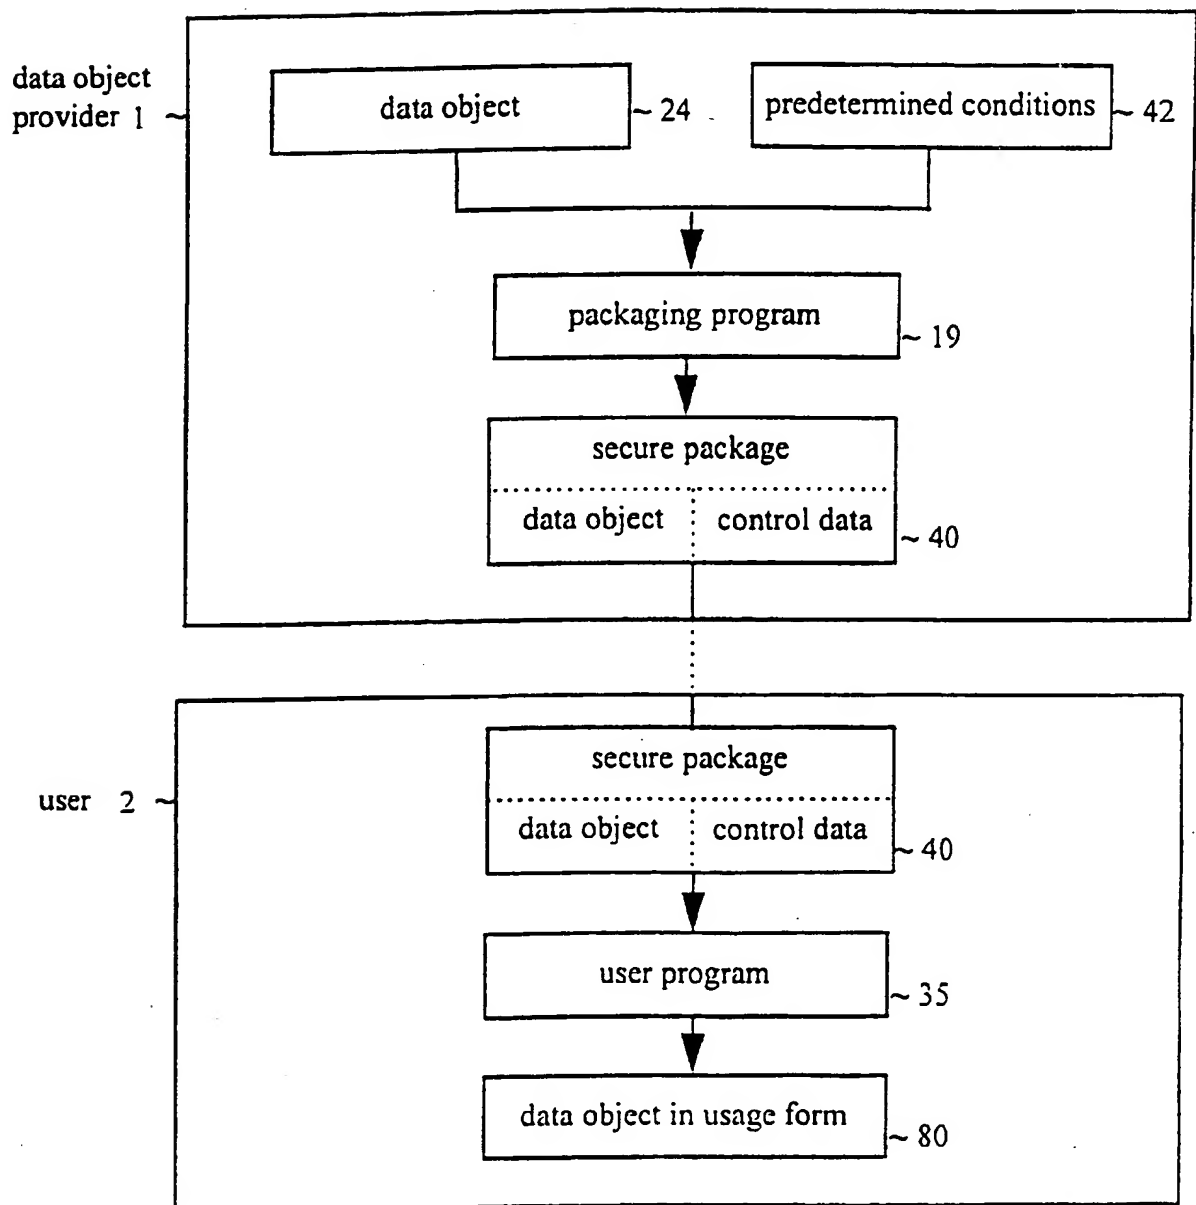 data object
provider 1 ~
data object ~ 24
predetermined conditions ~ 42
packaging program ~ 19
secure package
data object control data ~ 40
user 2 ~
secure package
data object control data ~ 40
user program ~ 35
data object in usage form ~ 80